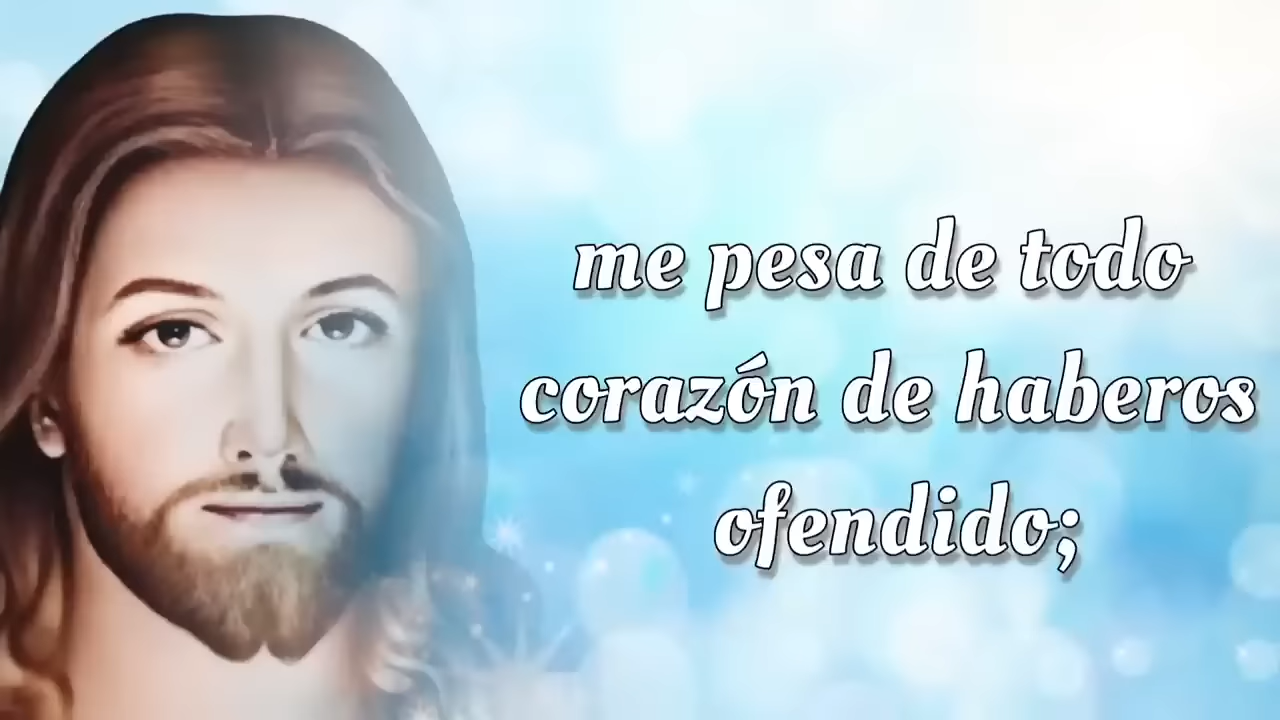 me pesa de todo
corazón de haberos
ofendido;